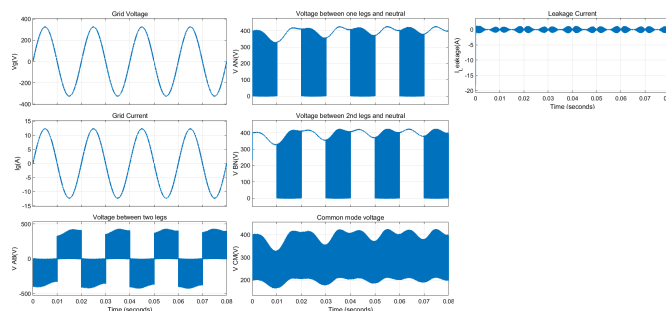 Grid Voltage
Vg(V)
400
200
0
-200
-400
Grid Current
Ig(A)
15
10
5
0
-5
-10
-15
Voltage between two legs
V AB(V)
500
0
-500
0 0.01 0.02 0.03 0.04 0.05 0.06 0.07 0.08
Time (seconds)
Voltage between one legs and neutral
V AN(V)
400
300
200
100
0
Voltage between 2nd legs and neutral
V BN(V)
400
300
200
100
0
Common mode voltage
V CM(V)
400
300
200
100
0
0 0.01 0.02 0.03 0.04 0.05 0.06 0.07 0.08
Time (seconds)
Leakage Current
I_Leakage(A)
0
-5
-10
-15
-20
0 0.01 0.02 0.03 0.04 0.05 0.06 0.07 0.08
Time (seconds)